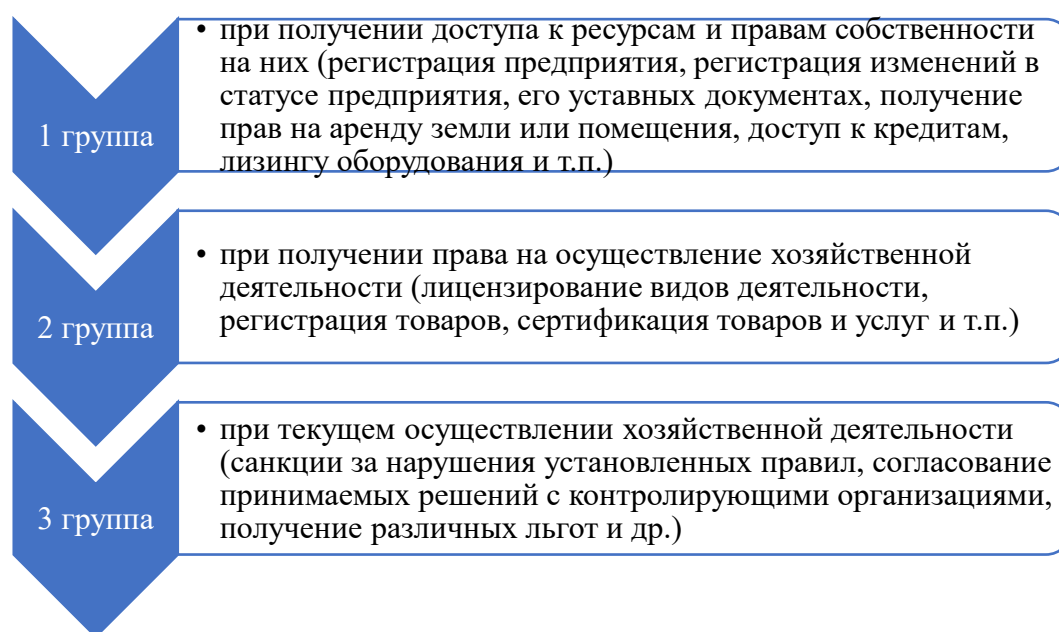 1 группа
• при получении доступа к ресурсам и правам собственности
на них (регистрация предприятия, регистрация изменений в
статусе предприятия, его уставных документах, получение
прав на аренду земли или помещения, доступ к кредитам,
лизингу оборудования и т.п.)
2 группа
• при получении права на осуществление хозяйственной
деятельности (лицензирование видов деятельности,
регистрация товаров, сертификация товаров и услуг и т.п.)
3 группа
• при текущем осуществлении хозяйственной деятельности
(санкции за нарушения установленных правил, согласование
принимаемых решений с контролирующими организациями,
получение различных льгот и др.)